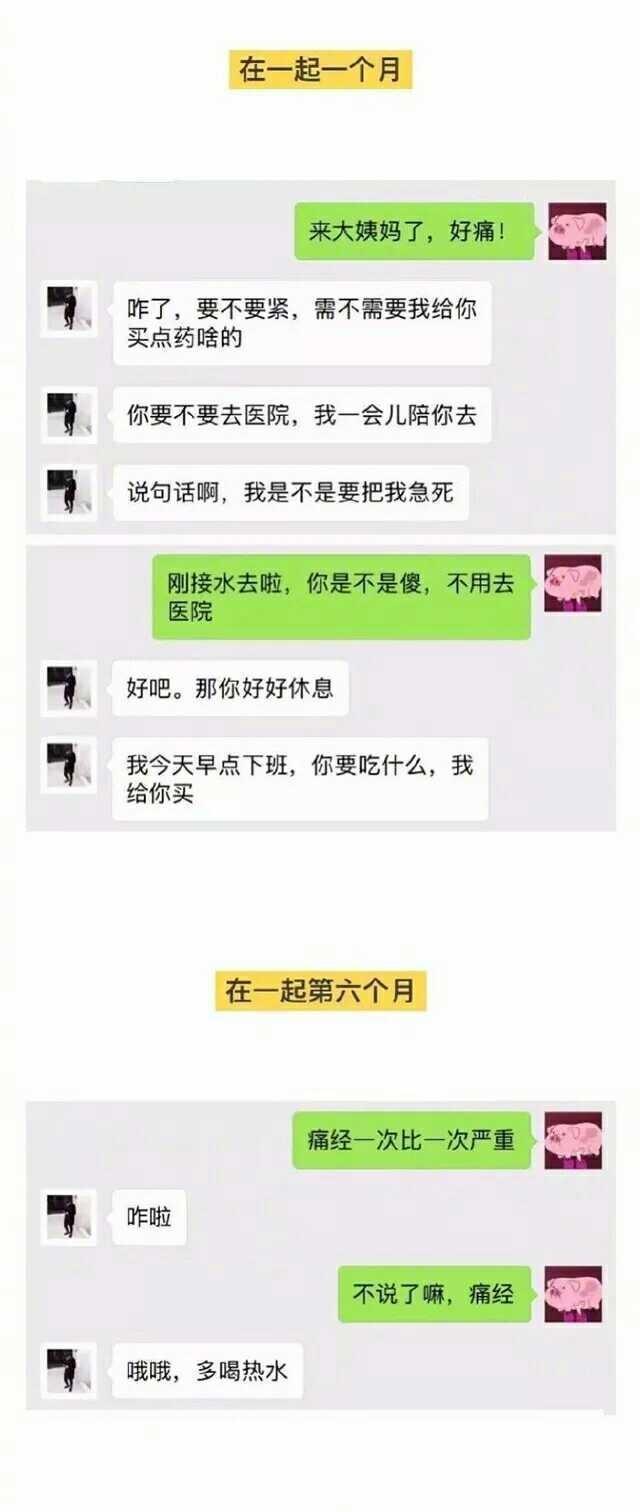 在一起一个月
来大姨妈了，好痛！
咋了，要不要紧，需不需要我给你
买点药啥的
你要不要去医院，我一会儿陪你去
说句话啊，我是不是要把我急死
刚接水去啦，你是不是傻，不用去
医院
好吧。那你好好休息
我今天早点下班，你要吃什么，我
给你买
在一起第六个月
痛经一次比一次严重
咋啦
不说了嘛，痛经
哦哦，多喝热水